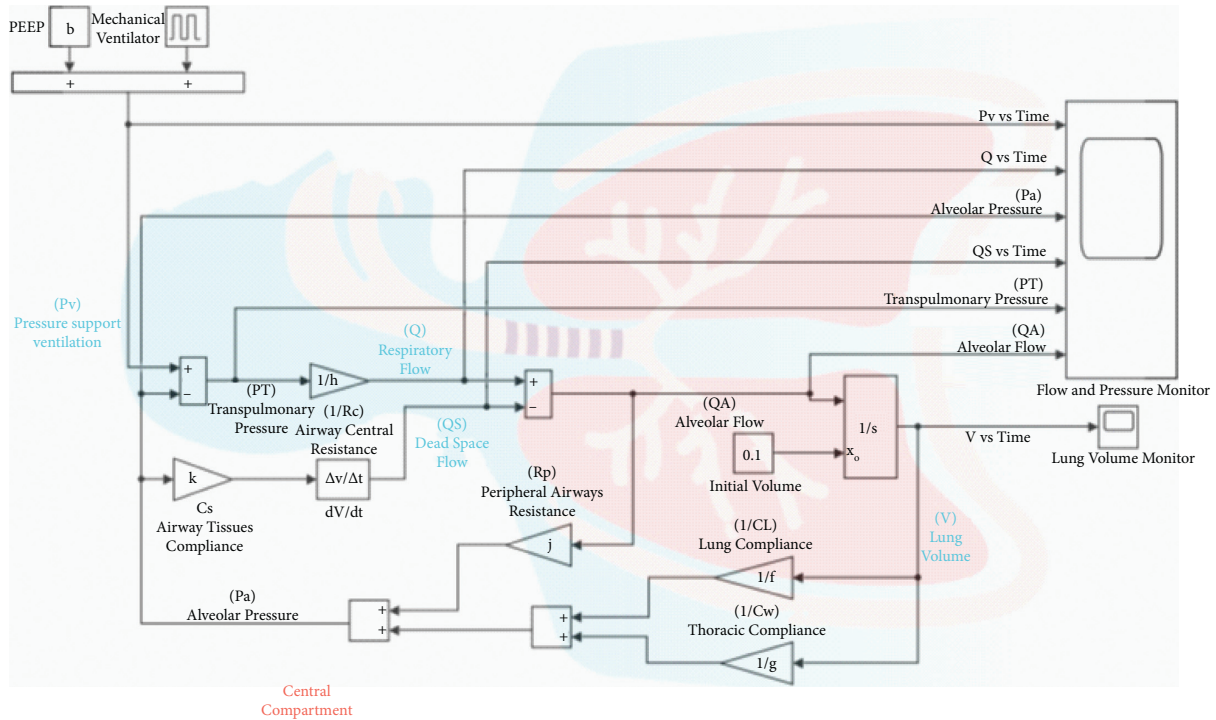 PEEP
b
Mechanical
Ventilator
+
+
Pv vs Time
Q vs Time
(Pa)
Alveolar Pressure
QS vs Time
(PT)
Transpulmonary Pressure
(QA)
Alveolar Flow
Flow and Pressure Monitor
(Pv)
Pressure support
ventilation
+
−
(PT)
Transpulmonary
Pressure
1/h
(1/Rc)
Airway Central
Resistance
(Q)
Respiratory
Flow
(QS)
Dead Space
Flow
+
−
(QA)
Alveolar Flow
0.1
Initial Volume
1/s
xo
V vs Time
Lung Volume Monitor
k
Cs
Airway Tissues
Compliance
Δv/Δt
dV/dt
(Rp)
Peripheral Airways
Resistance
j
(1/CL)
Lung Compliance
1/f
(V)
Lung
Volume
(Pa)
Alveolar Pressure
+
+
+
+
(1/Cw)
Thoracic Compliance
1/g
Central
Compartment